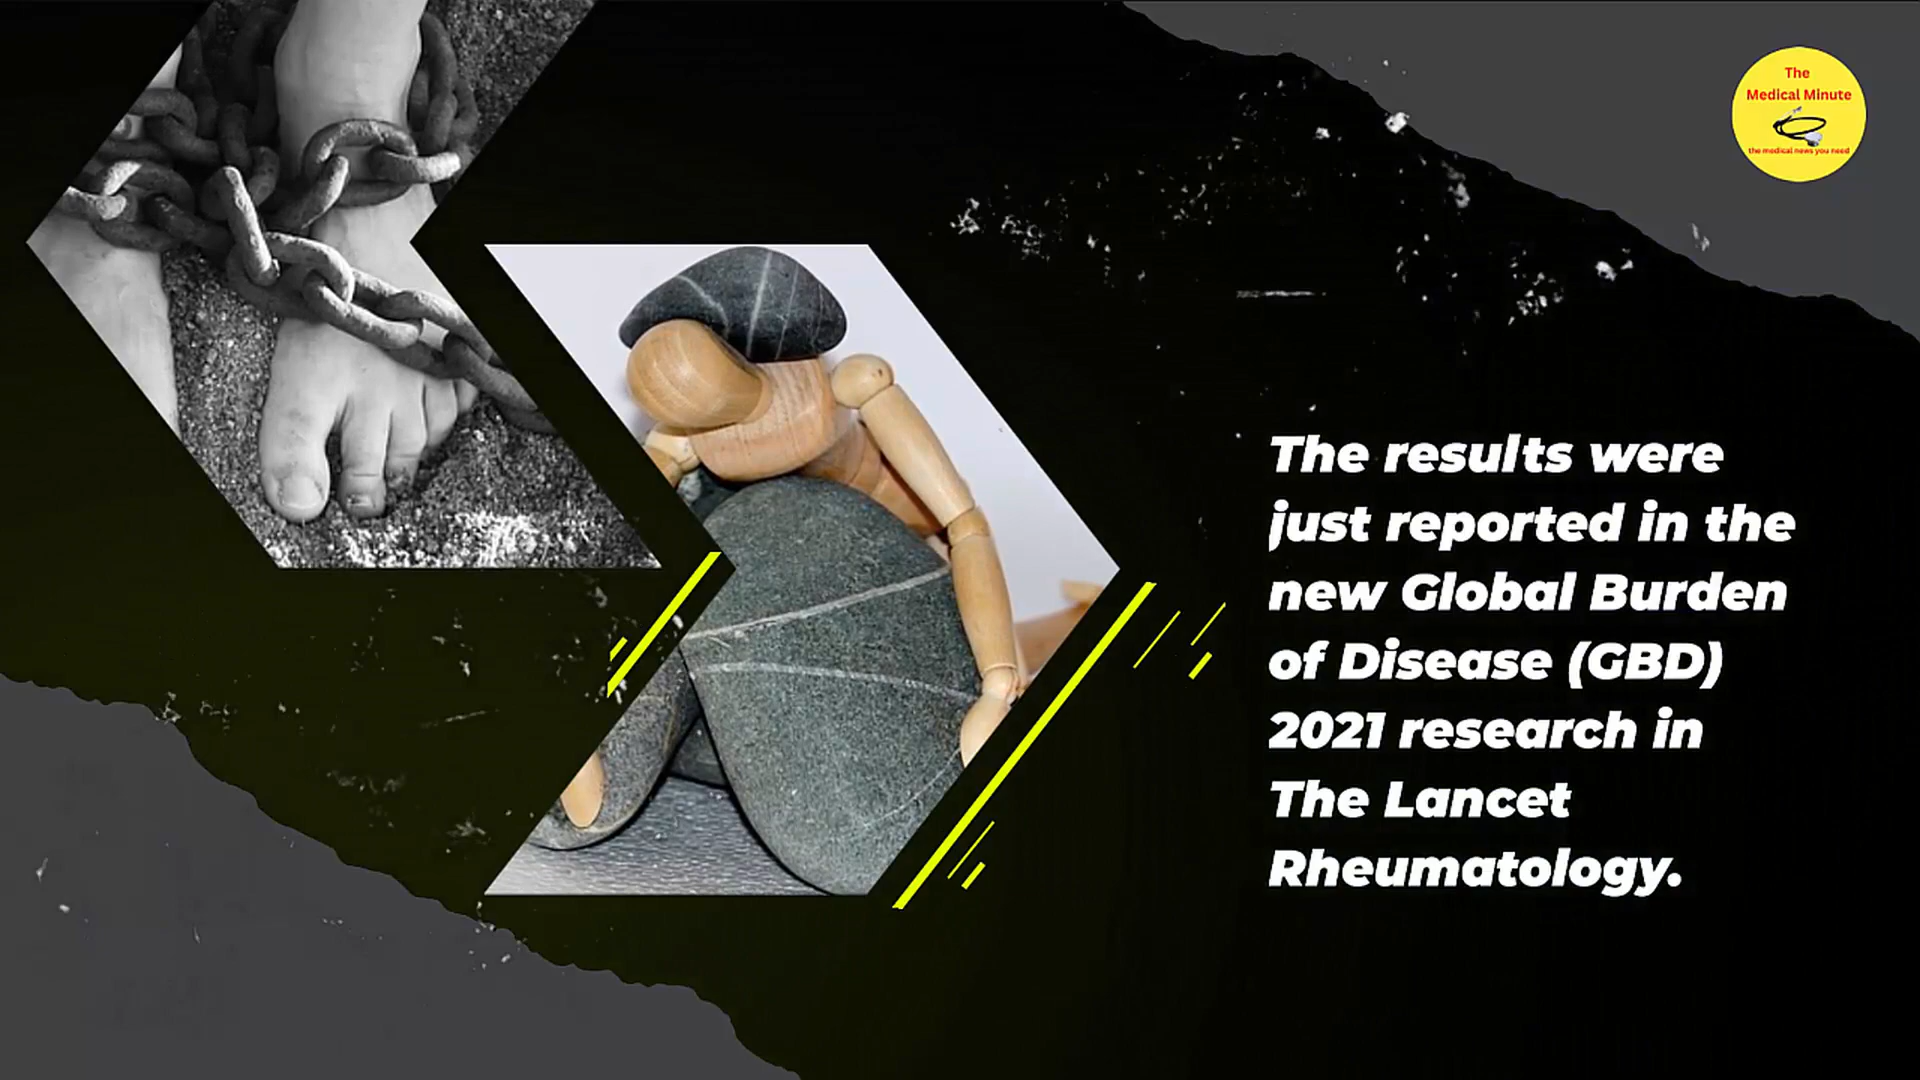 The
Medical Minute
the medical news you need
The results were
just reported in the
new Global Burden
of Disease (GBD)
2021 research in
The Lancet
Rheumatology.